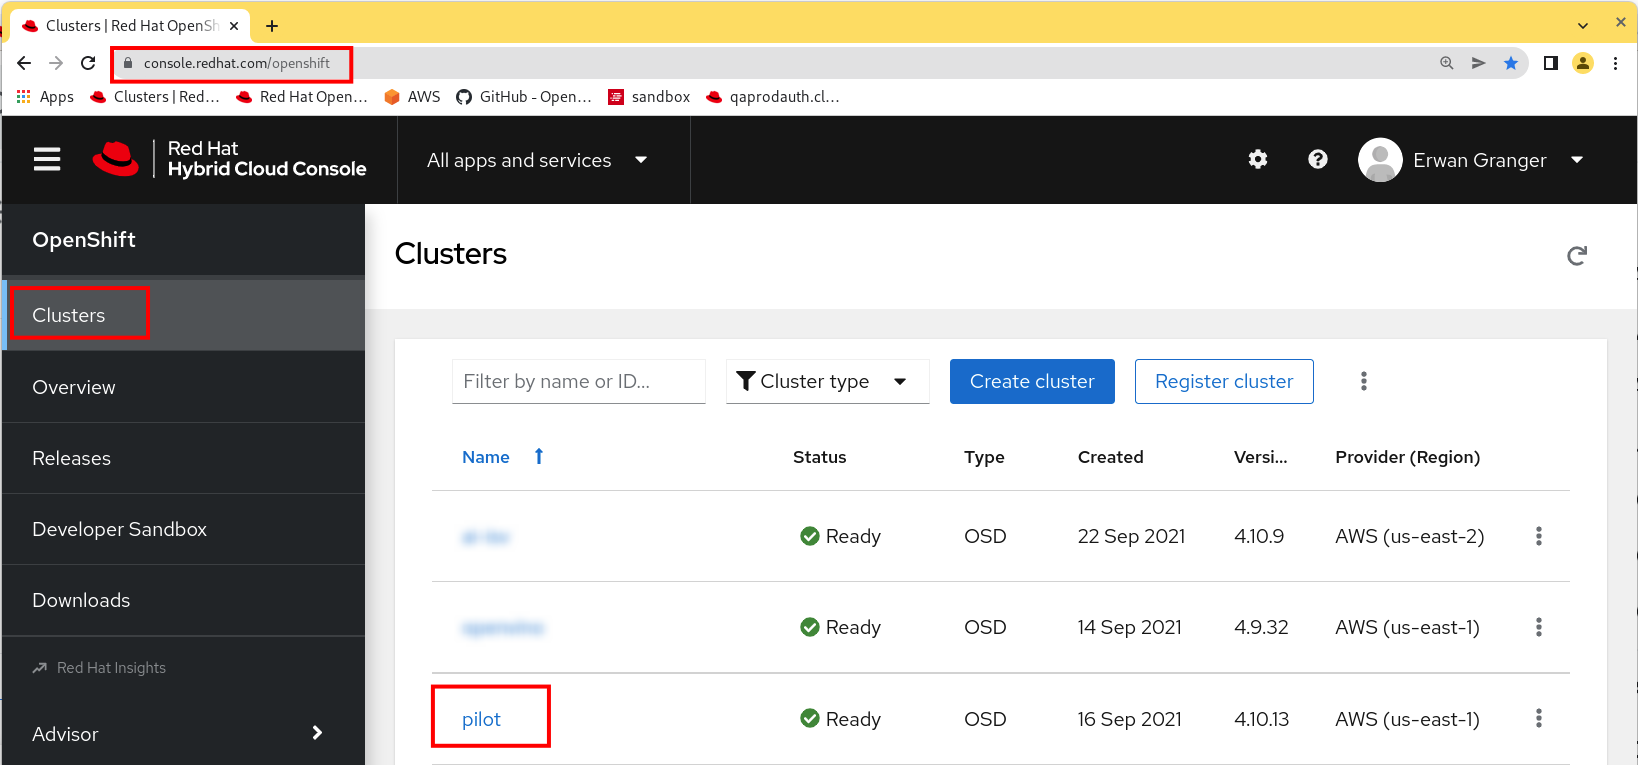 Clusters | Red Hat OpenSh
console.redhat.com/openshift
Apps Clusters | Red... Red Hat Open... AWS GitHub - Open... sandbox qaprodauth.cl...
Red Hat
Hybrid Cloud Console
All apps and services
Erwan Granger
OpenShift
Clusters
Overview
Releases
Developer Sandbox
Downloads
Red Hat Insights
Advisor
Clusters
Filter by name or ID... Cluster type Create cluster Register cluster
Name Status Type Created Versi... Provider (Region)
Ready OSD 22 Sep 2021 4.10.9 AWS (us-east-2)
Ready OSD 14 Sep 2021 4.9.32 AWS (us-east-1)
pilot Ready OSD 16 Sep 2021 4.10.13 AWS (us-east-1)